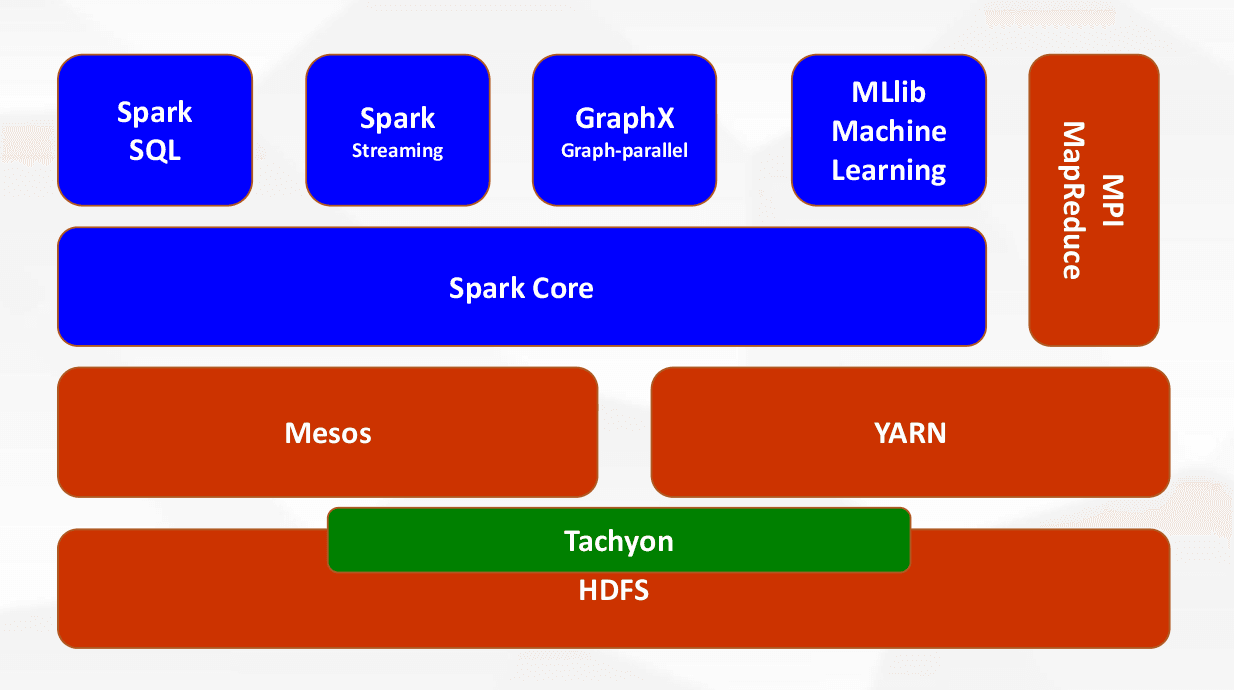 Spark
SQL
Spark
Streaming
GraphX
Graph-parallel
MLlib
Machine
Learning
MPI
MapReduce
Spark Core
Mesos
YARN
Tachyon
HDFS